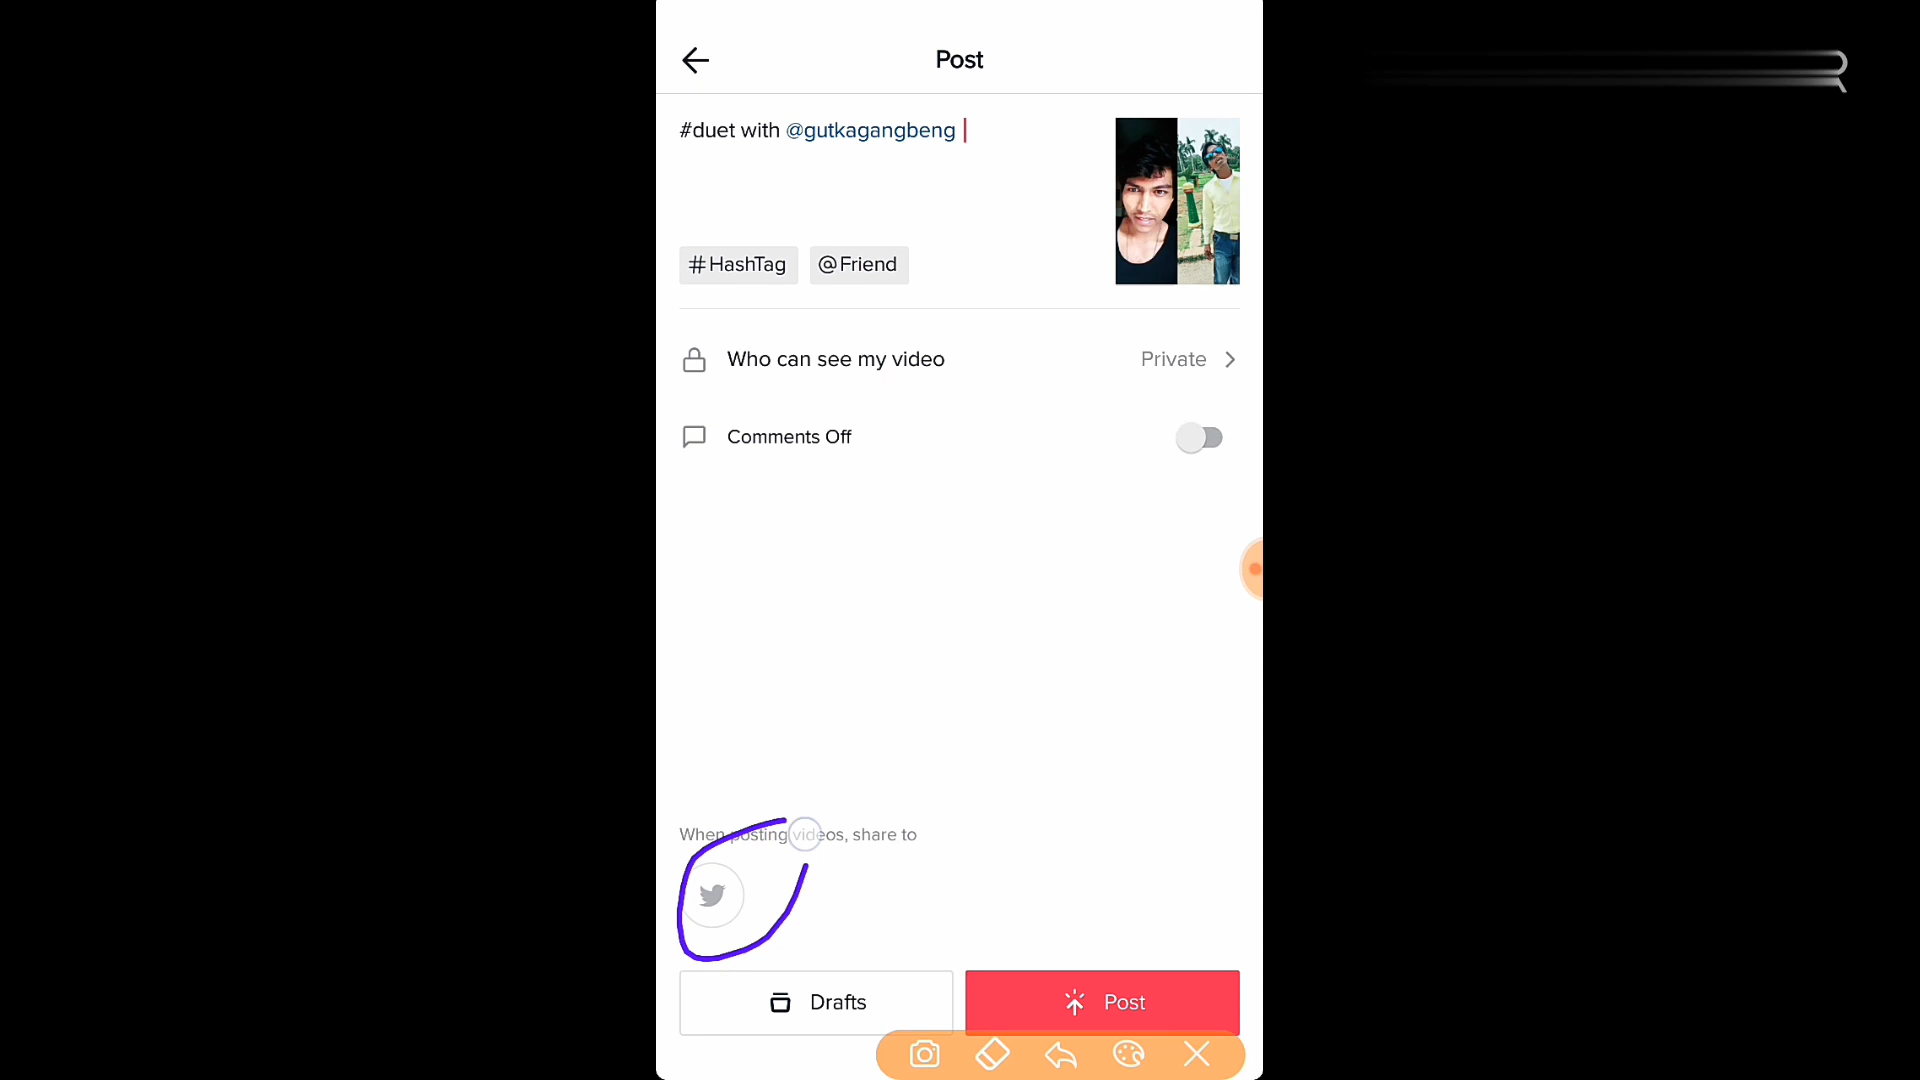 Post
#duet with @gutkagangbeng
#HashTag @Friend
Who can see my video Private
Comments Off
When posting videos, share to
Drafts Post